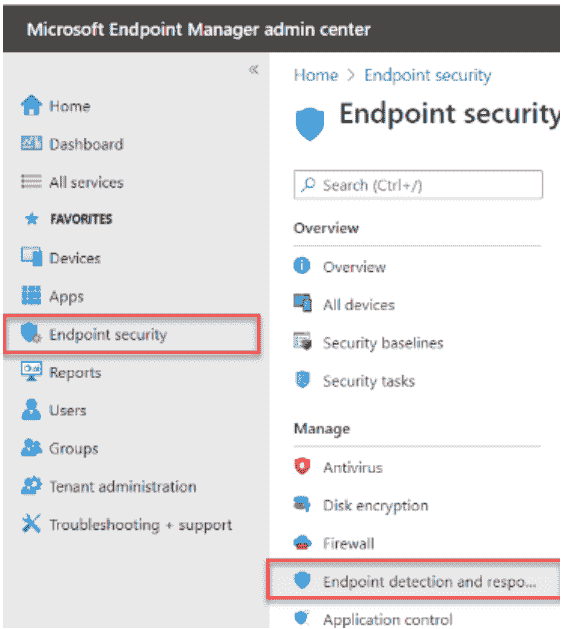 Microsoft Endpoint Manager admin center
«
Home
Dashboard
All services
FAVORITES
Devices
Apps
Endpoint security
Reports
Users
Groups
Tenant administration
Troubleshooting + support
Home > Endpoint security
Endpoint security
Search (Ctrl+/)
Overview
Overview
All devices
Security baselines
Security tasks
Manage
Antivirus
Disk encryption
Firewall
Endpoint detection and respo...
Application control